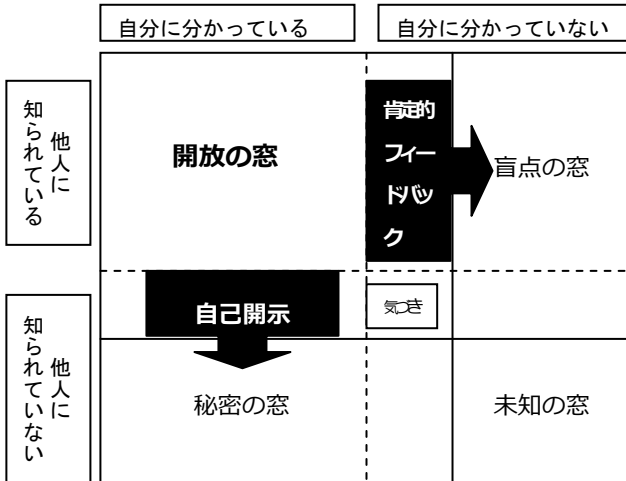 自分に分かっている
自分に分かっていない
他人に
知られている
開放の窓
肯定的
フィー
ドバッ
ク
盲点の窓
自己開示
気づき
他人に
知られていない
秘密の窓
未知の窓